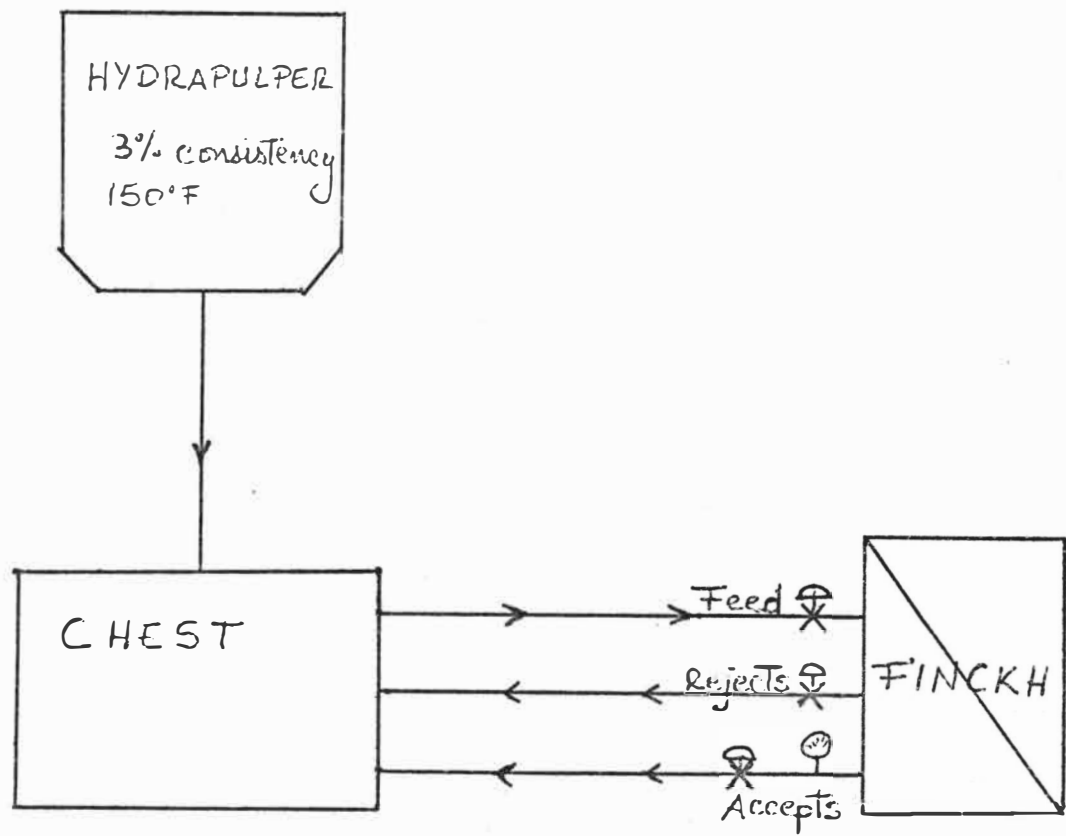 HYDRAPULPER
3% consistency
150°F
CHEST
Feed
Rejects
FINCKH
Accepts